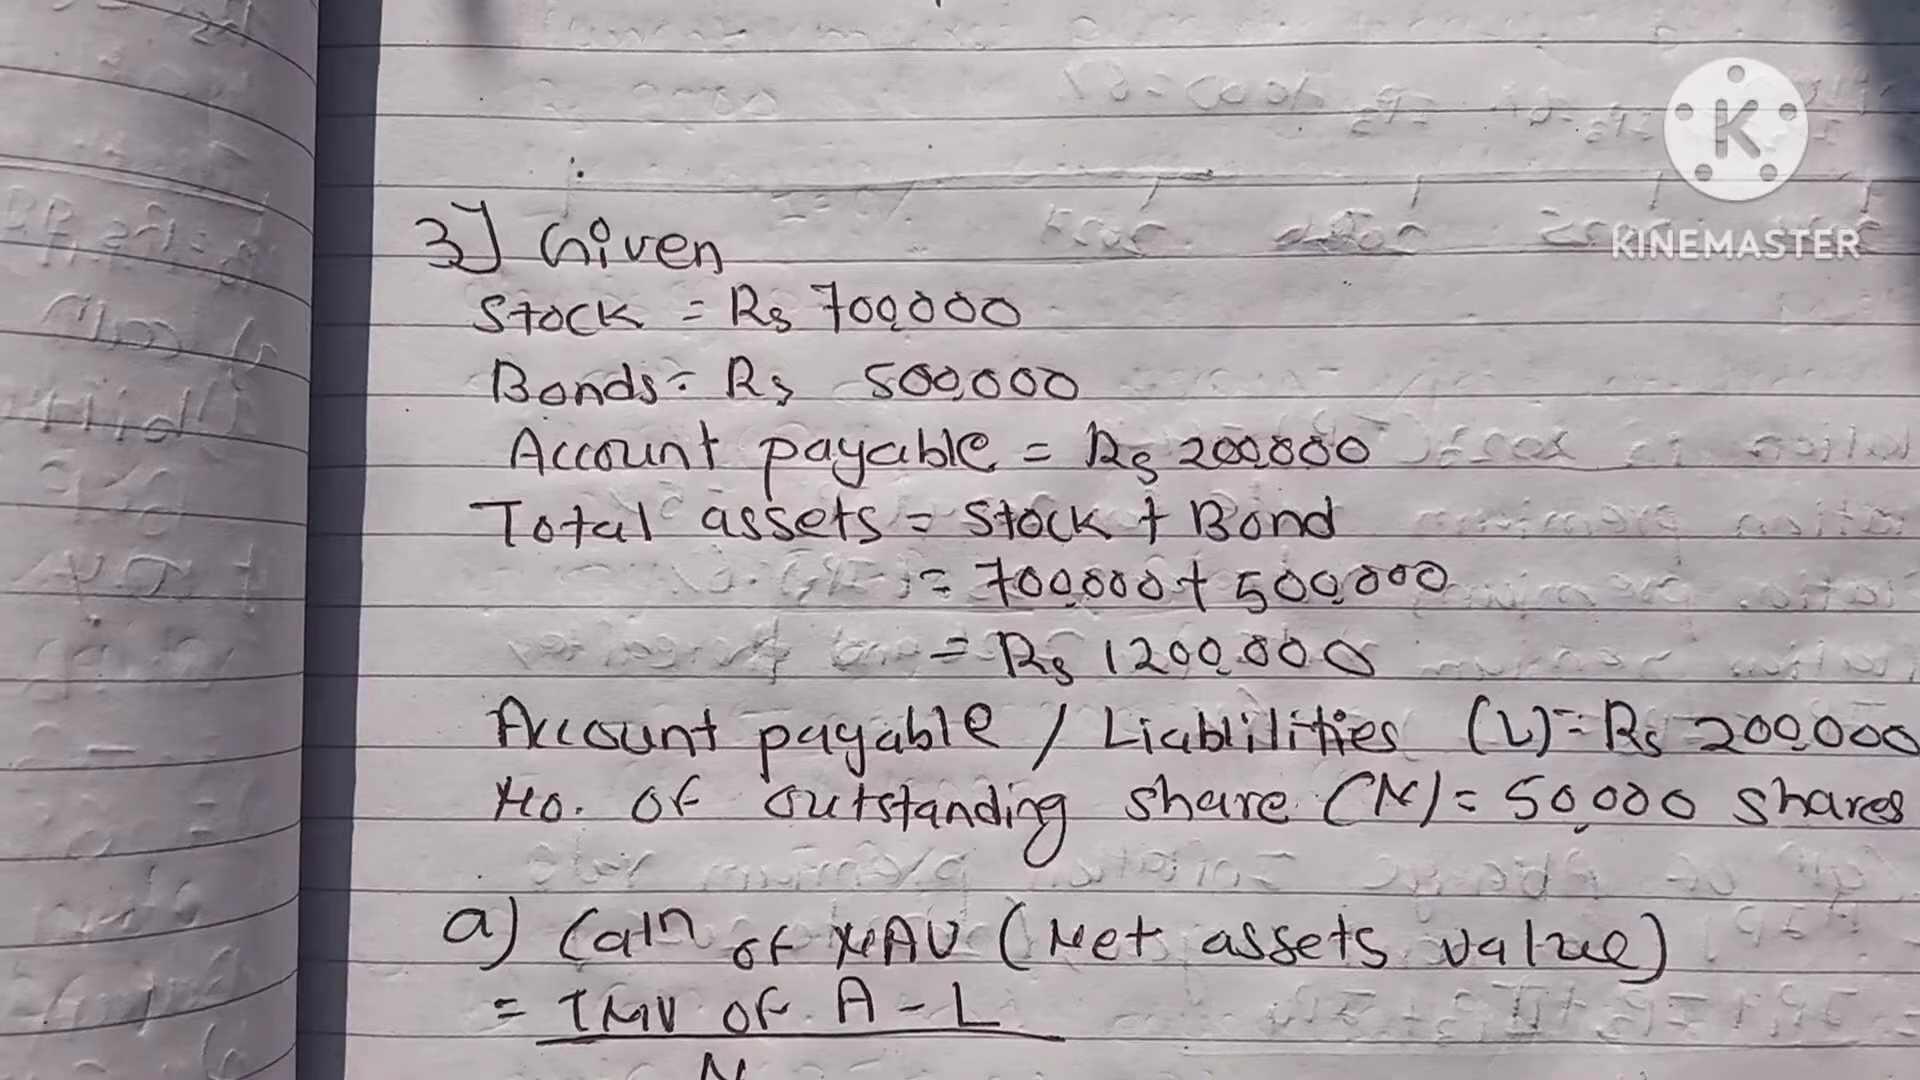 KINEMASTER
3] Given
Stock = Rs 700,000
Bonds = Rs 500,000
Account payable = Rs 200,000
Total assets = Stock + Bond
= 700,000 + 500,000
= Rs 1200,000
Account payable / Liablilities (L) = Rs 200,000
No. of outstanding share (N) = 50,000 shares
a) Caln of NAV (Net assets value)
= TMV of A - L
N